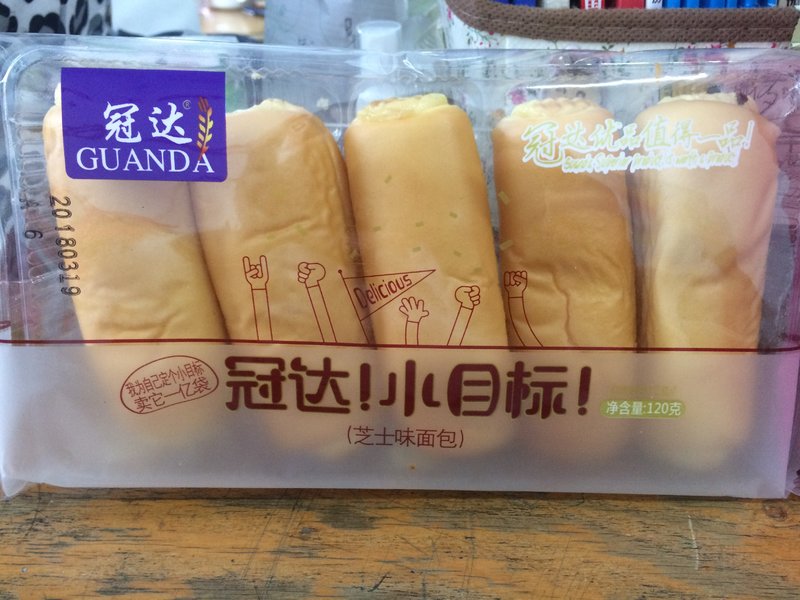 冠达®
GUANDA
冠达优品值得一品!
20180319
A 6
Delicious
我为自己定个小目标
卖它一亿袋
冠达!小目标!
(芝士味面包)
净含量:120克